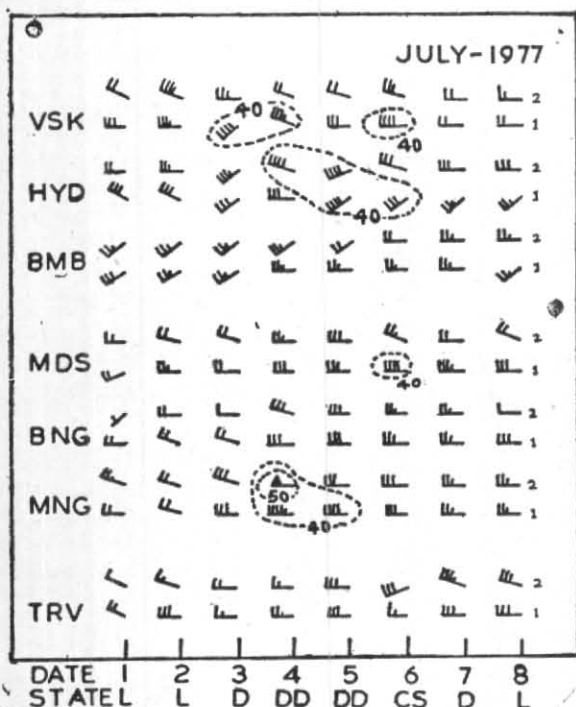 JULY-1977
2
VSK 40 1
40
2
HYD 1
40
2
BMB 1
2
MDS 1
40
2
BNG 1
2
MNG 50 1
40
2
TRV 1
DATE 1 2 3 4 5 6 7 8
STATE L L D DD DD CS D L